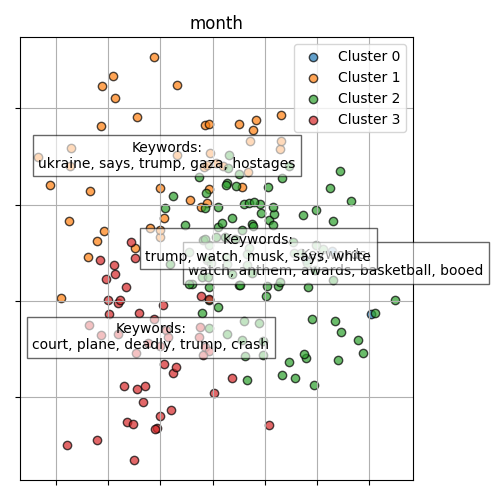 month
Cluster 0
Cluster 1
Cluster 2
Cluster 3
Keywords:
ukraine, says, trump, gaza, hostages
Keywords:
trump, watch, musk, says, white
Keywords:
watch, anthem, awards, basketball, booed
Keywords:
court, plane, deadly, trump, crash